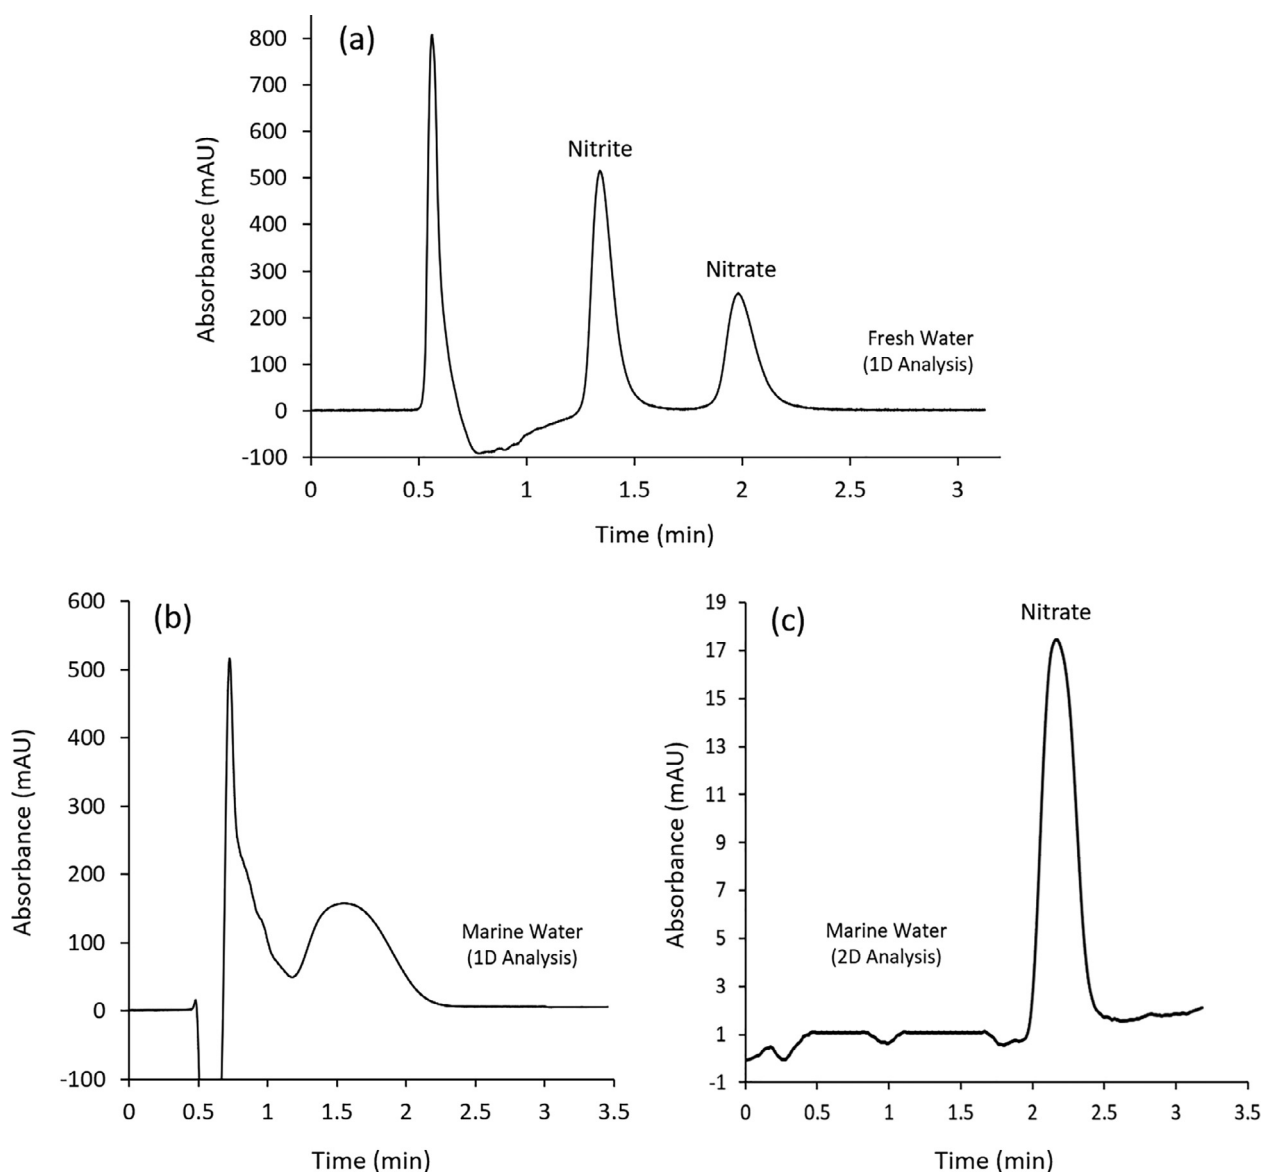 (a)
Absorbance (mAU)
800
700
600
500
400
300
200
100
0
-100
Nitrite
Nitrate
Fresh Water
(1D Analysis)
0 0.5 1 1.5 2 2.5 3
Time (min)
(b)
Absorbance (mAU)
600
500
400
300
200
100
0
-100
Marine Water
(1D Analysis)
0 0.5 1 1.5 2 2.5 3 3.5
Time (min)
(c)
Absorbance (mAU)
19
17
15
13
11
9
7
5
3
1
-1
Nitrate
Marine Water
(2D Analysis)
0 0.5 1 1.5 2 2.5 3 3.5
Time (min)